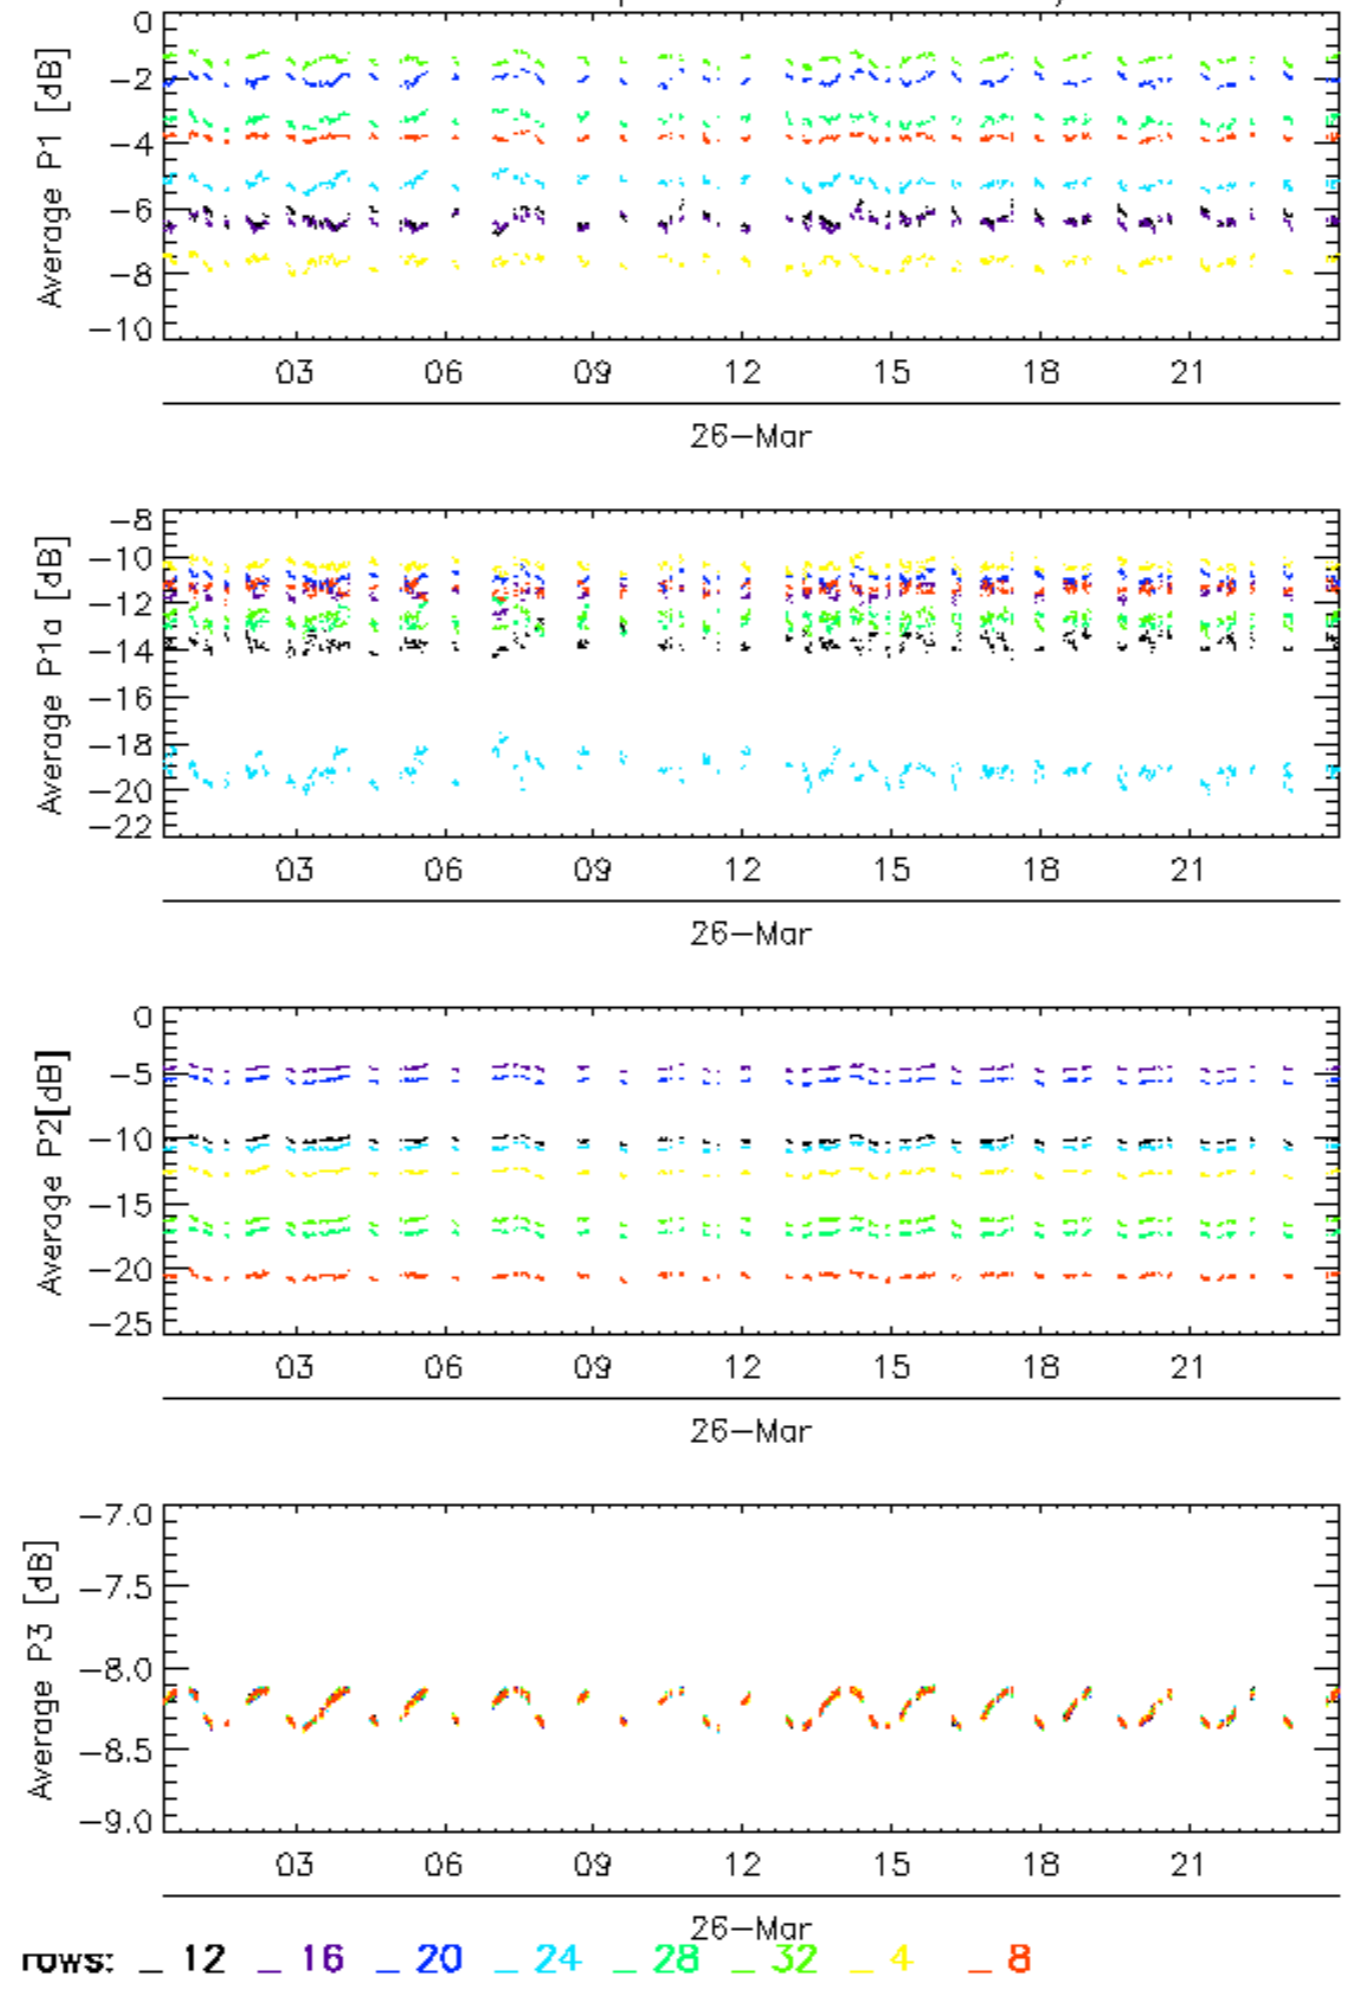 Average P1 [dB]
0
−2
−4
−6
−8
−10
03 06 09 12 15 18 21
26−Mar
Average P1a [dB]
−8
−10
−12
−14
−16
−18
−20
−22
03 06 09 12 15 18 21
26−Mar
Average P2[dB]
0
−5
−10
−15
−20
−25
03 06 09 12 15 18 21
26−Mar
Average P3 [dB]
−7.0
−7.5
−8.0
−8.5
−9.0
03 06 09 12 15 18 21
26−Mar
rows: _ 12 _ 16 _ 20 _ 24 _ 28 _ 32 _ 4 _ 8